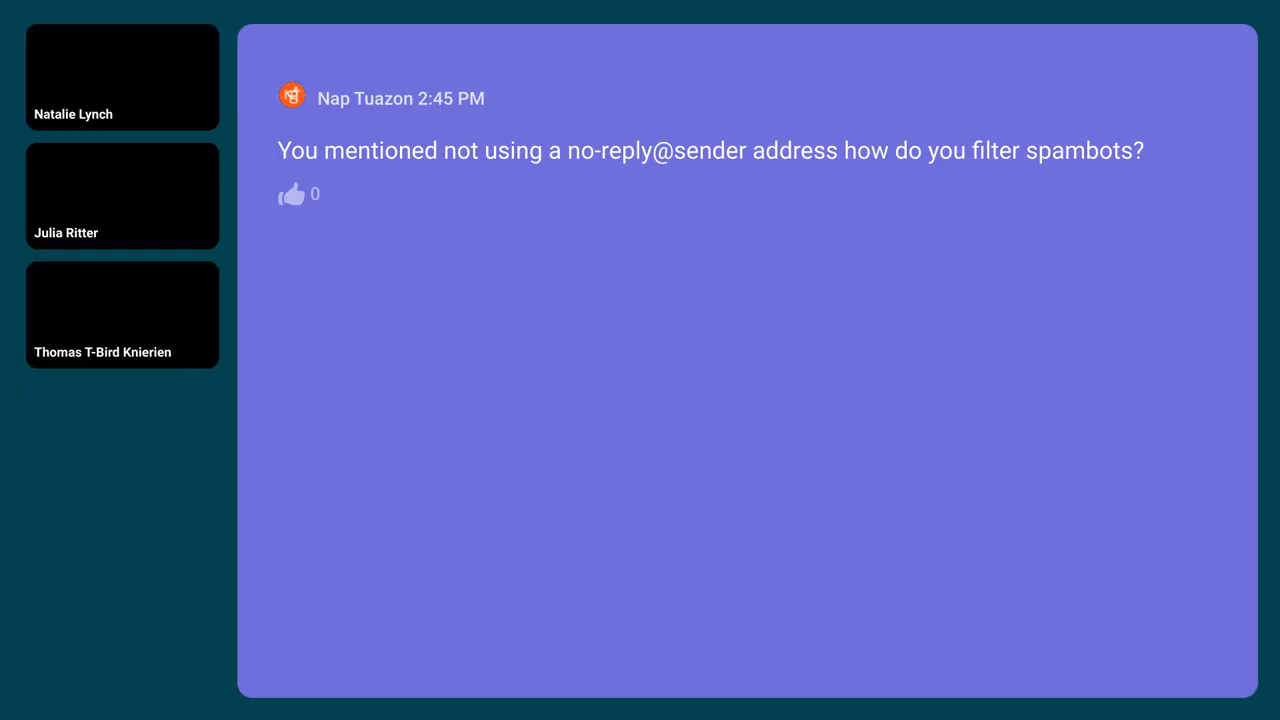 Natalie Lynch
Julia Ritter
Thomas T-Bird Knierien
Nap Tuazon 2:45 PM
You mentioned not using a no-reply@sender address how do you filter spambots?
0